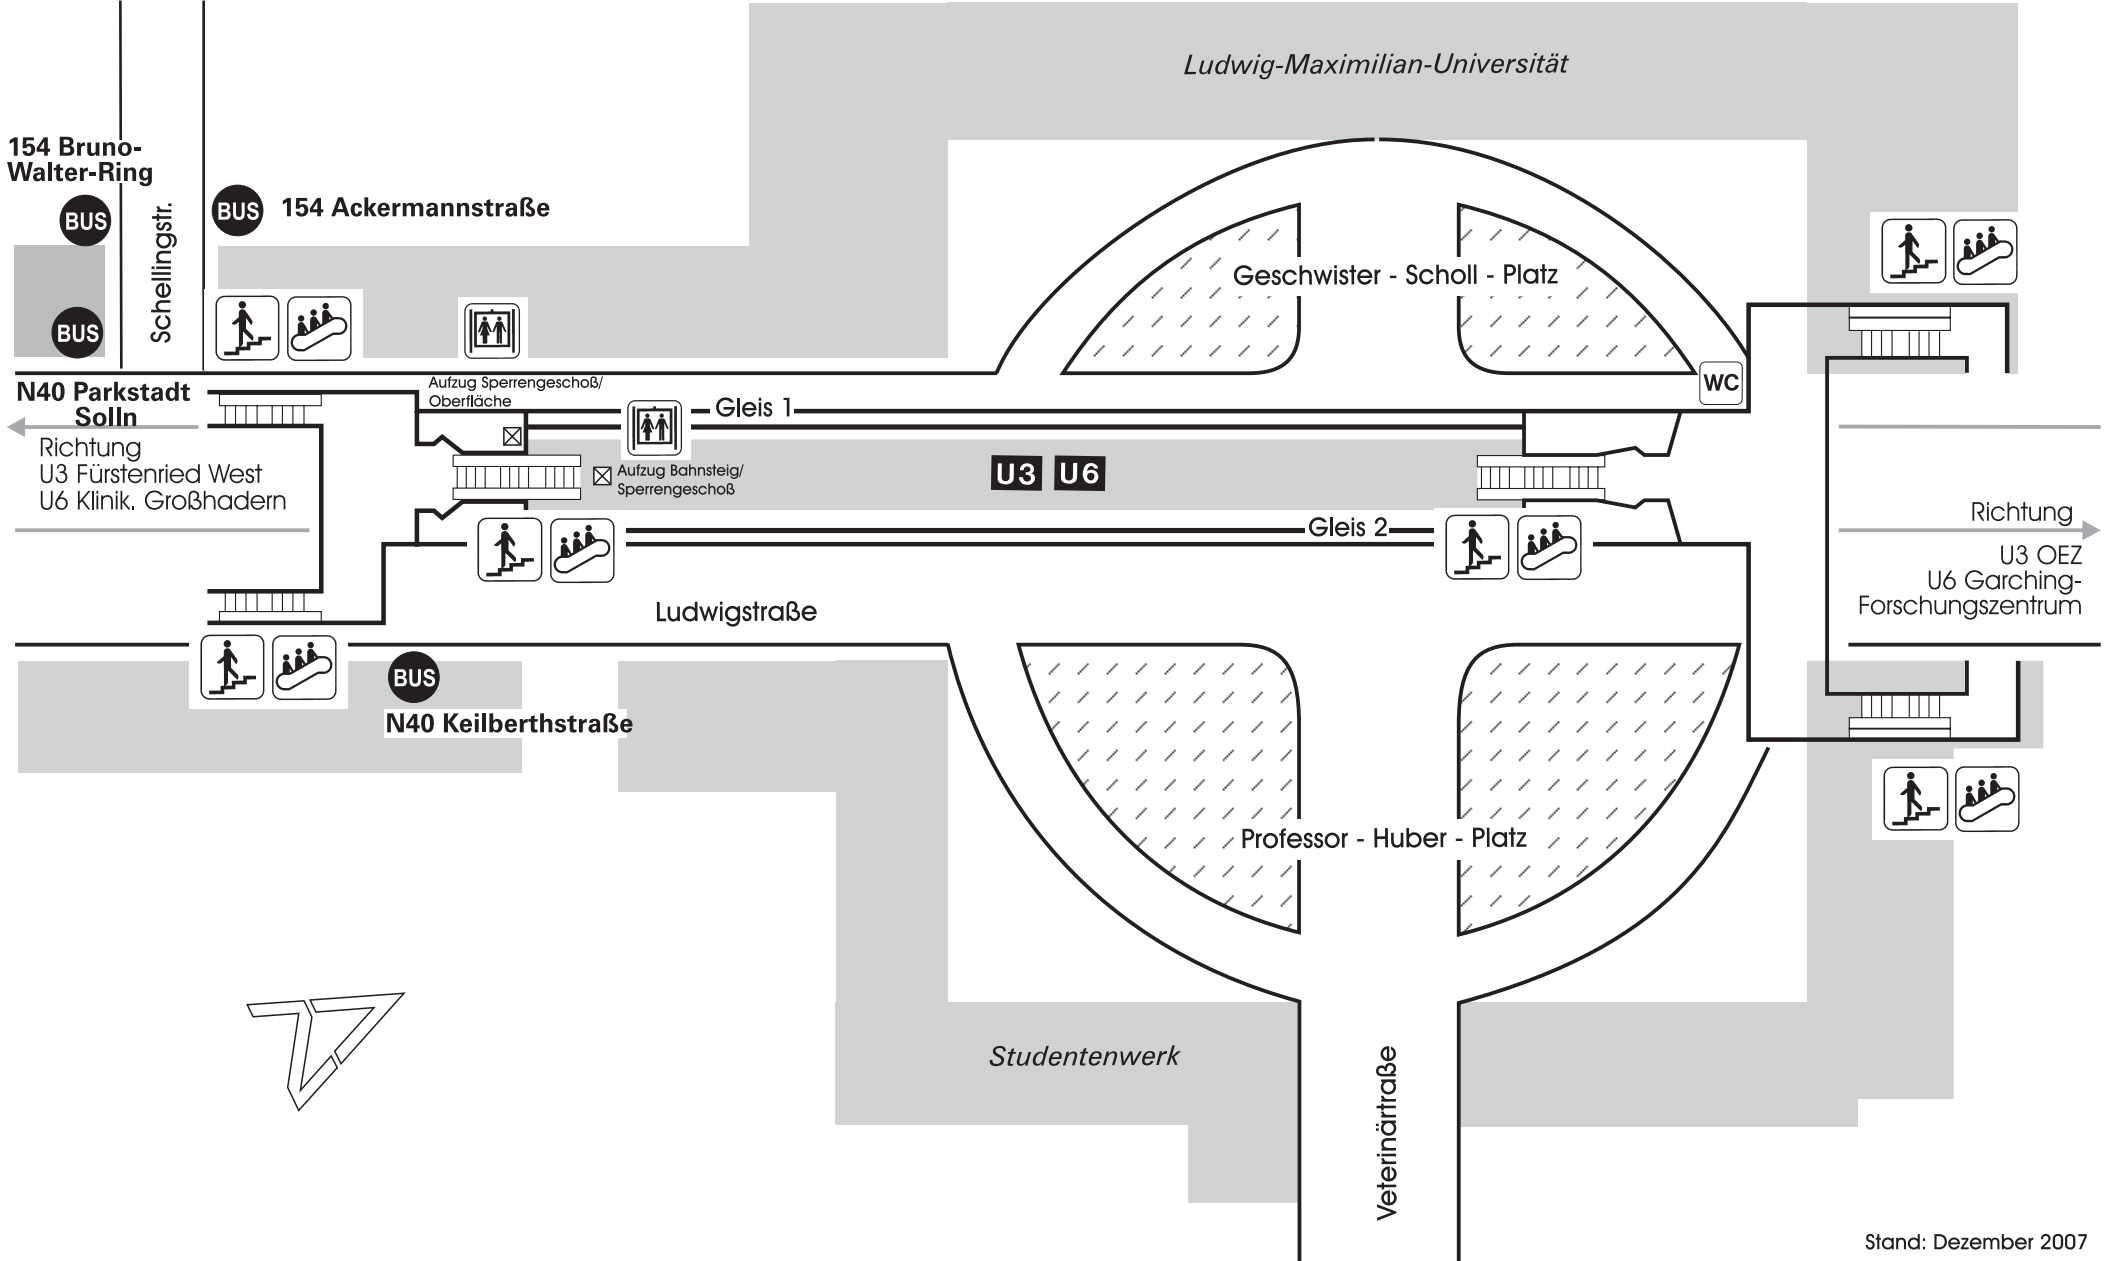 Ludwig-Maximilian-Universität
154 Bruno-
Walter-Ring
BUS
BUS
154 Ackermannstraße
Schellingstr.
BUS
Geschwister - Scholl - Platz
WC
N40 Parkstadt
Solln
Richtung
U3 Fürstenried West
U6 Klinik. Großhadern
Aufzug Sperrengeschoß/
Oberfläche
Gleis 1
Aufzug Bahnsteig/
Sperrengeschoß
U3 U6
Gleis 2
Richtung
U3 OEZ
U6 Garching-
Forschungszentrum
Ludwigstraße
BUS
N40 Keilberthstraße
Professor - Huber - Platz
Studentenwerk
Veterinärtraße
Stand: Dezember 2007